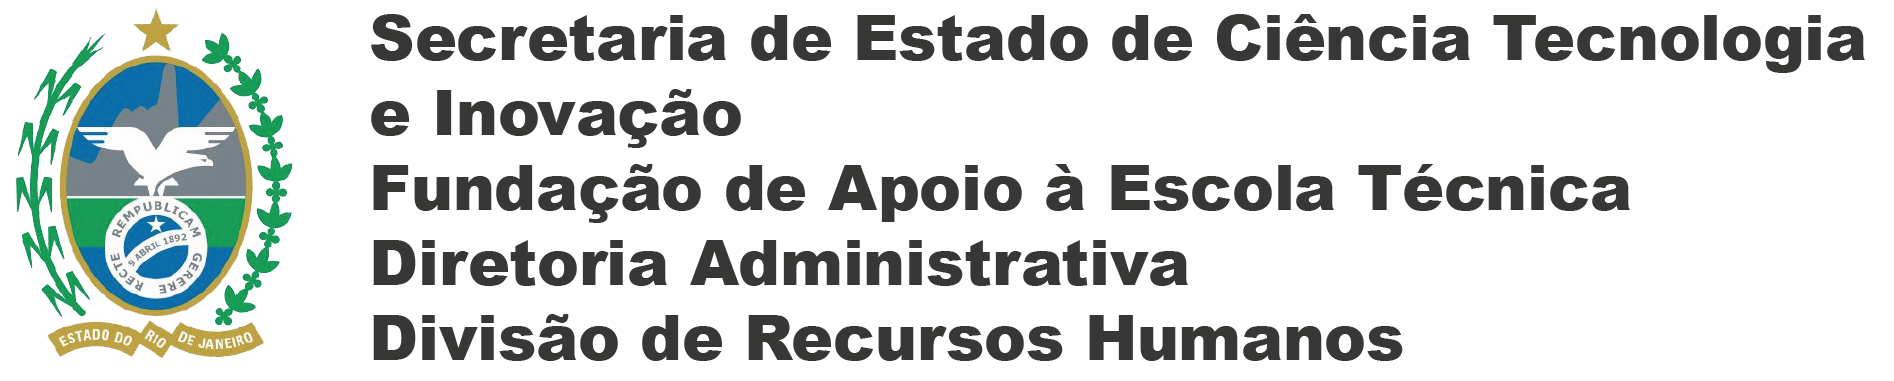 Secretaria de Estado de Ciência Tecnologia
e Inovação
Fundação de Apoio à Escola Técnica
Diretoria Administrativa
Divisão de Recursos Humanos
RECTE REMPUBLICAM GERERE
9 ABRIL 1892
ESTADO DO RIO DE JANEIRO